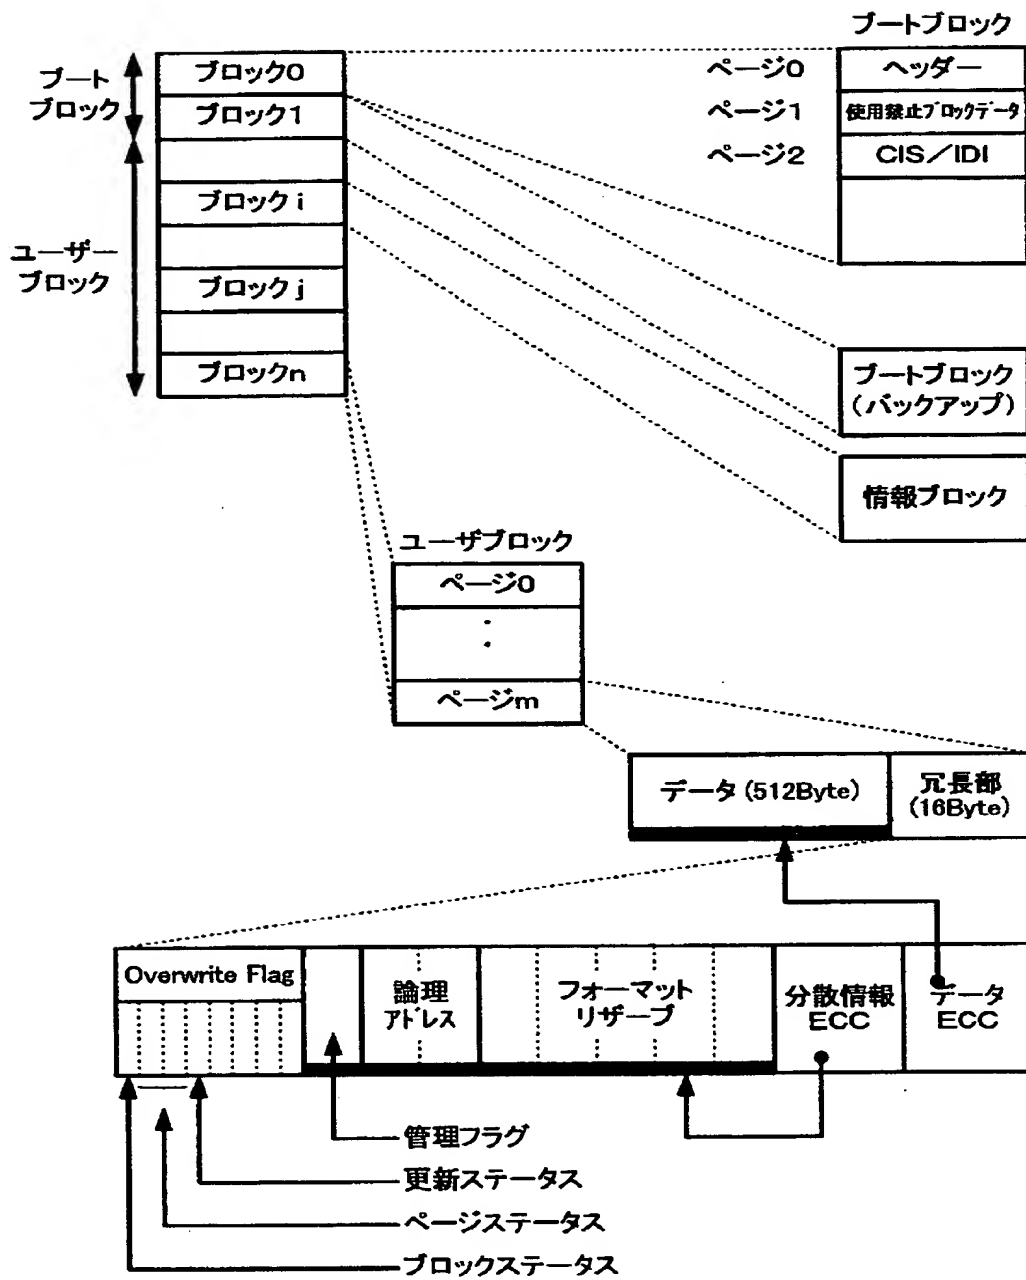 ブートブロック
ブート
ブロック
ブロック0
ブロック1
ページ0
ヘッダー
ページ1
使用禁止ブロックデータ
ページ2
CIS/IDI
ブロックi
ユーザー
ブロック
ブロックj
ブロックn
ブートブロック
(バックアップ)
情報ブロック
ユーザブロック
ページ0
ページm
データ(512Byte)
冗長部
(16Byte)
Overwrite Flag
論理
アドレス
フォーマット
リザーブ
分散情報
ECC
データ
ECC
管理フラグ
更新ステータス
ページステータス
ブロックステータス